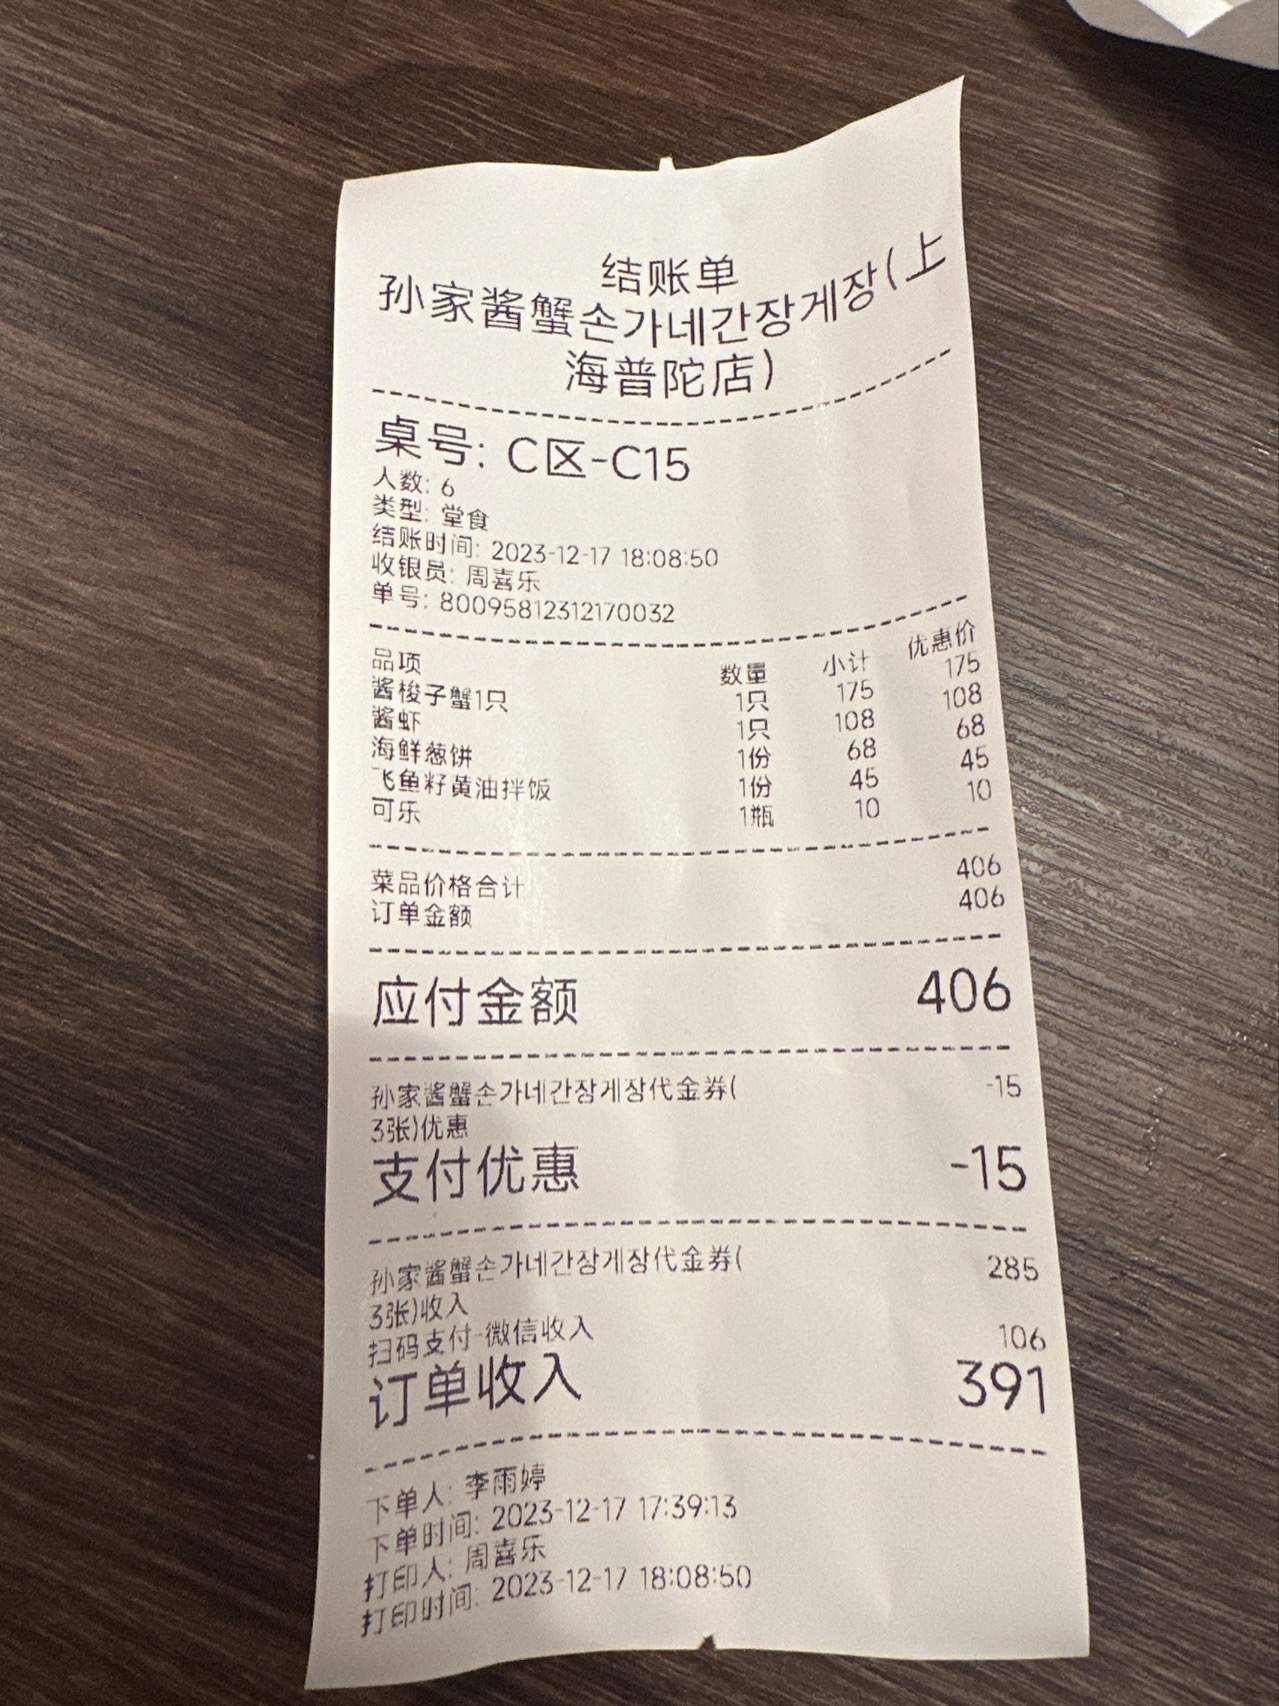 结账单
孙家酱蟹손가네간장게장(上
海普陀店)
桌号: C区-C15
人数: 6
类型: 堂食
结账时间: 2023-12-17 18:08:50
收银员: 周喜乐
单号: 80095812312170032
品项 数量 小计 优惠价
酱梭子蟹1只 1只 175 175
酱虾 1只 108 108
海鲜葱饼 1份 68 68
飞鱼籽黄油拌饭 1份 45 45
可乐 1瓶 10 10
菜品价格合计 406
订单金额 406
应付金额 406
孙家酱蟹손가네간장게장代金券( -15
3张)优惠
支付优惠 -15
孙家酱蟹손가네간장게장代金券( 285
3张)收入
扫码支付-微信收入 106
订单收入 391
下单人: 李雨婷
下单时间: 2023-12-17 17:39:13
打印人: 周喜乐
打印时间: 2023-12-17 18:08:50